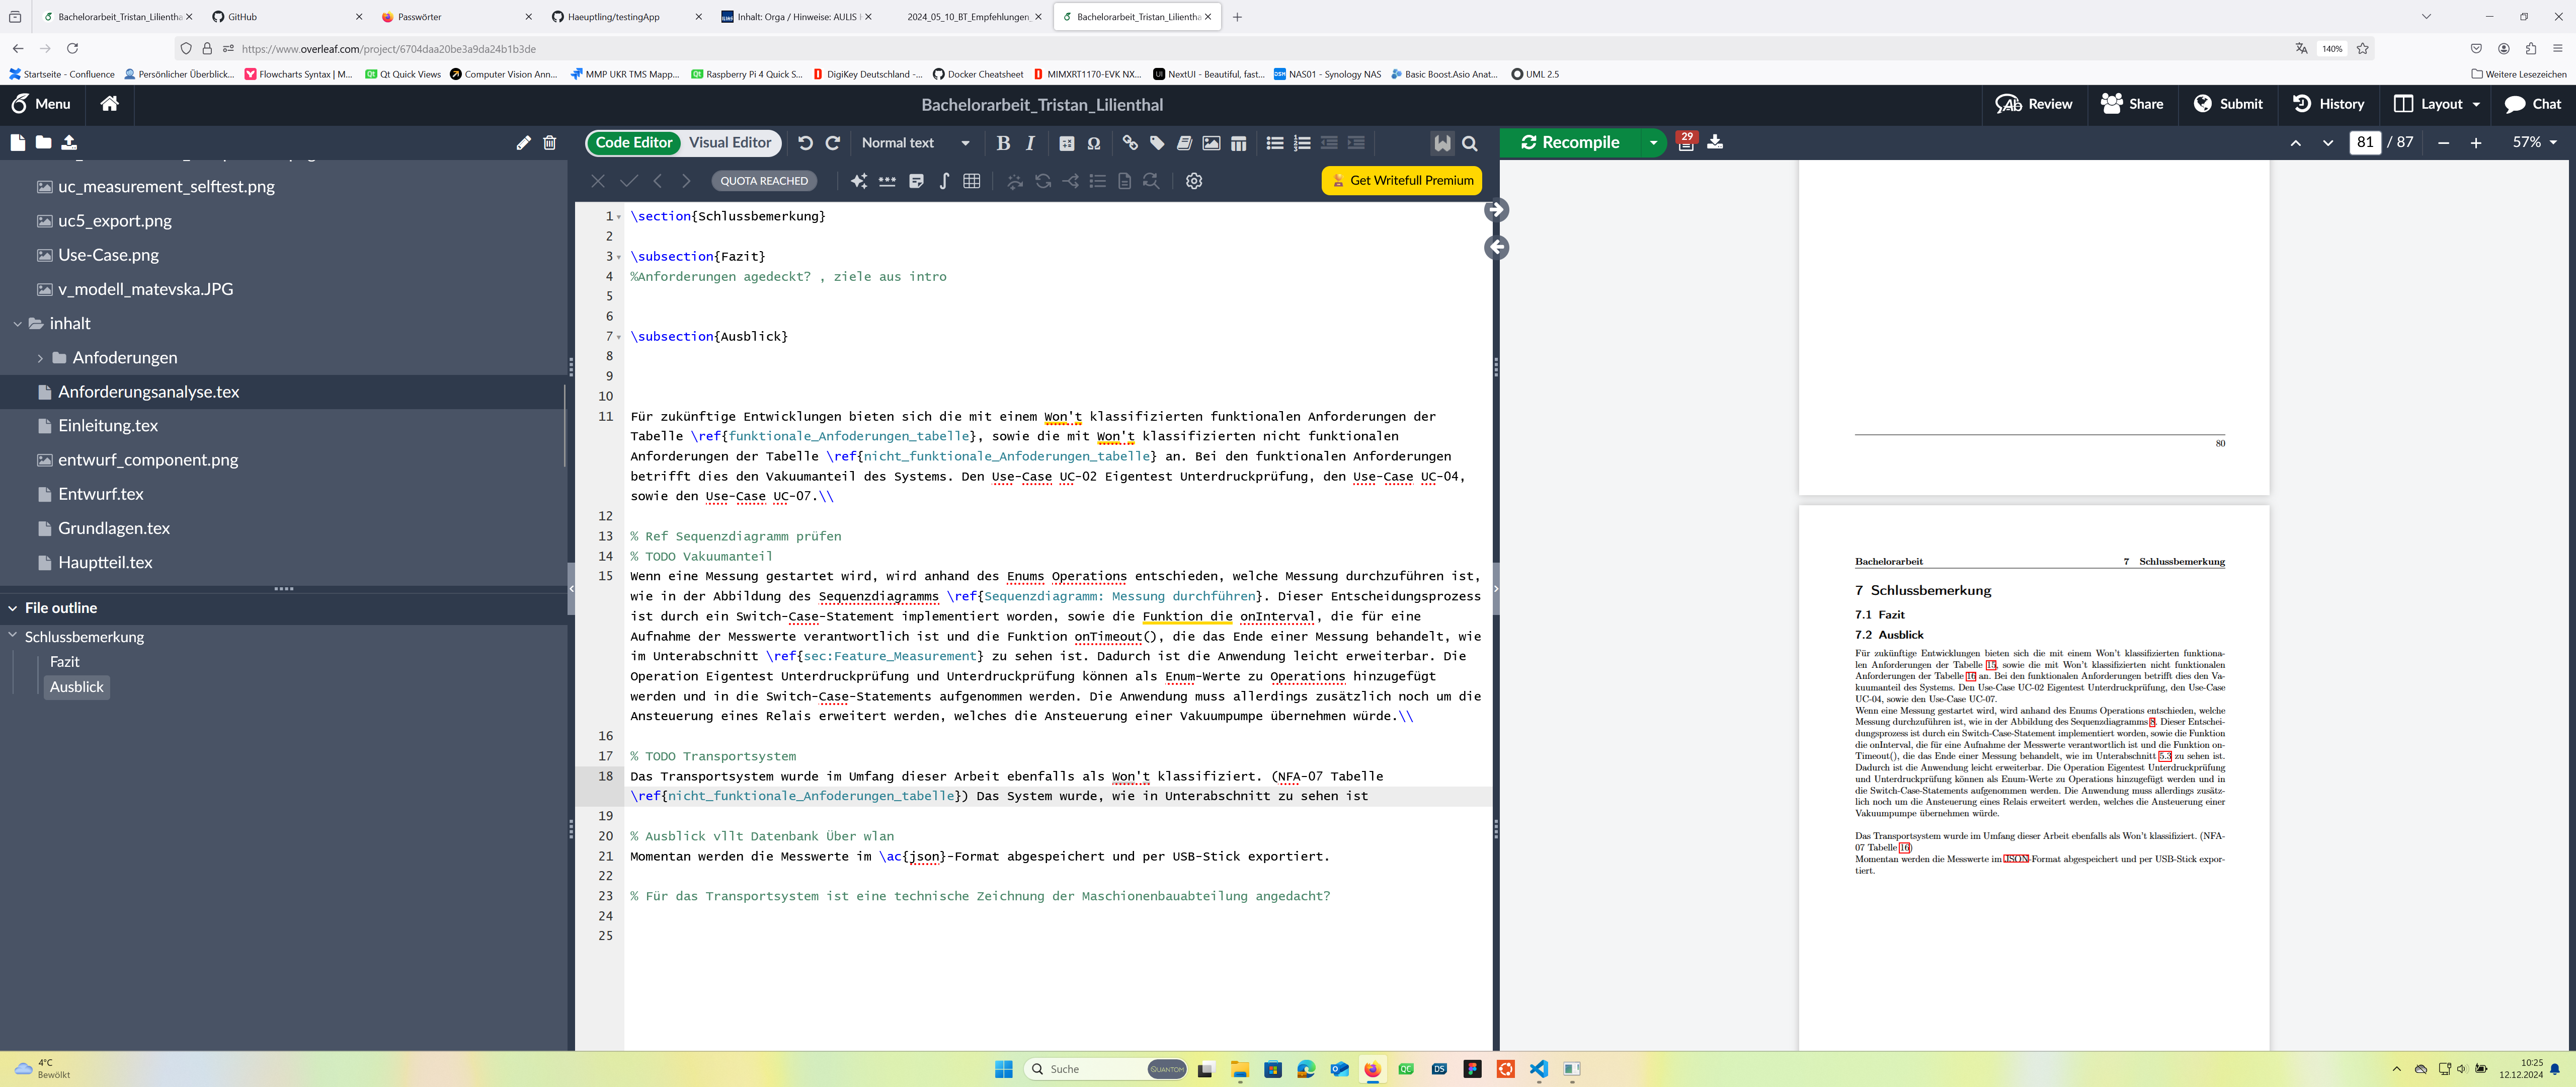 Bachelorarbeit_Tristan_Lilientha
GitHub
Passwörter
Haeuptling/testingApp
Inhalt: Orga / Hinweise: AULIS
2024_05_10_BT_Empfehlungen_
Bachelorarbeit_Tristan_Lilientha
https://www.overleaf.com/project/6704daa20be3a9da24b1b3de
140%
Startseite - Confluence
Persönlicher Überblick...
Flowcharts Syntax | M...
Qt Quick Views
Computer Vision Ann...
MMP UKR TMS Mapp...
Raspberry Pi 4 Quick S...
DigiKey Deutschland -...
Docker Cheatsheet
MIMXRT1170-EVK NX...
NextUI - Beautiful, fast...
NAS01 - Synology NAS
Basic Boost.Asio Anat...
UML 2.5
Weitere Lesezeichen
Menu
Bachelorarbeit_Tristan_Lilienthal
Review
Share
Submit
History
Layout
Chat
Code Editor
Visual Editor
Normal text
Recompile
29
81 / 87
57%
QUOTA REACHED
Get Writefull Premium
uc_measurement_selftest.png
uc5_export.png
Use-Case.png
v_modell_matevska.JPG
inhalt
Anfoderungen
Anforderungsanalyse.tex
Einleitung.tex
entwurf_component.png
Entwurf.tex
Grundlagen.tex
Hauptteil.tex
File outline
Schlussbemerkung
Fazit
Ausblick
1 \section{Schlussbemerkung}
2
3 \subsection{Fazit}
4 %Anforderungen agedeckt? , ziele aus intro
5
6
7 \subsection{Ausblick}
8
9
10
11 Für zukünftige Entwicklungen bieten sich die mit einem Won't klassifizierten funktionalen Anforderungen der
Tabelle \ref{funktionale_Anfoderungen_tabelle}, sowie die mit Won't klassifizierten nicht funktionalen
Anforderungen der Tabelle \ref{nicht_funktionale_Anfoderungen_tabelle} an. Bei den funktionalen Anforderungen
betrifft dies den Vakuumanteil des Systems. Den Use-Case UC-02 Eigentest Unterdruckprüfung, den Use-Case UC-04,
sowie den Use-Case UC-07.\\
12
13 % Ref Sequenzdiagramm prüfen
14 % TODO Vakuumanteil
15 Wenn eine Messung gestartet wird, wird anhand des Enums Operations entschieden, welche Messung durchzuführen ist,
wie in der Abbildung des Sequenzdiagramms \ref{Sequenzdiagramm: Messung durchführen}. Dieser Entscheidungsprozess
ist durch ein Switch-Case-Statement implementiert worden, sowie die Funktion die onInterval, die für eine
Aufnahme der Messwerte verantwortlich ist und die Funktion onTimeout(), die das Ende einer Messung behandelt, wie
im Unterabschnitt \ref{sec:Feature_Measurement} zu sehen ist. Dadurch ist die Anwendung leicht erweiterbar. Die
Operation Eigentest Unterdruckprüfung und Unterdruckprüfung können als Enum-Werte zu Operations hinzugefügt
werden und in die Switch-Case-Statements aufgenommen werden. Die Anwendung muss allerdings zusätzlich noch um die
Ansteuerung eines Relais erweitert werden, welches die Ansteuerung einer Vakuumpumpe übernehmen würde.\\
16
17 % TODO Transportsystem
18 Das Transportsystem wurde im Umfang dieser Arbeit ebenfalls als Won't klassifiziert. (NFA-07 Tabelle
\ref{nicht_funktionale_Anfoderungen_tabelle}) Das System wurde, wie in Unterabschnitt zu sehen ist
19
20 % Ausblick vllt Datenbank Über wlan
21 Momentan werden die Messwerte im \ac{json}-Format abgespeichert und per USB-Stick exportiert.
22
23 % Für das Transportsystem ist eine technische Zeichnung der Maschionenbauabteilung angedacht?
24
25
80
Bachelorarbeit 7 Schlussbemerkung
7 Schlussbemerkung
7.1 Fazit
7.2 Ausblick
Für zukünftige Entwicklungen bieten sich die mit einem Won't klassifizierten funktiona-
len Anforderungen der Tabelle 15, sowie die mit Won't klassifizierten nicht funktionalen
Anforderungen der Tabelle 16 an. Bei den funktionalen Anforderungen betrifft dies den Va-
kuumanteil des Systems. Den Use-Case UC-02 Eigentest Unterdruckprüfung, den Use-Case
UC-04, sowie den Use-Case UC-07.
Wenn eine Messung gestartet wird, wird anhand des Enums Operations entschieden, welche
Messung durchzuführen ist, wie in der Abbildung des Sequenzdiagramms 8. Dieser Entschei-
dungsprozess ist durch ein Switch-Case-Statement implementiert worden, sowie die Funktion
die onInterval, die für eine Aufnahme der Messwerte verantwortlich ist und die Funktion on-
Timeout(), die das Ende einer Messung behandelt, wie im Unterabschnitt 5.3 zu sehen ist.
Dadurch ist die Anwendung leicht erweiterbar. Die Operation Eigentest Unterdruckprüfung
und Unterdruckprüfung können als Enum-Werte zu Operations hinzugefügt werden und in
die Switch-Case-Statements aufgenommen werden. Die Anwendung muss allerdings zusätz-
lich noch um die Ansteuerung eines Relais erweitert werden, welches die Ansteuerung einer
Vakuumpumpe übernehmen würde.
Das Transportsystem wurde im Umfang dieser Arbeit ebenfalls als Won't klassifiziert. (NFA-
07 Tabelle 16)
Momentan werden die Messwerte im JSON-Format abgespeichert und per USB-Stick expor-
tiert.
4°C
Bewölkt
Suche
QUANTOM
10:25
12.12.2024